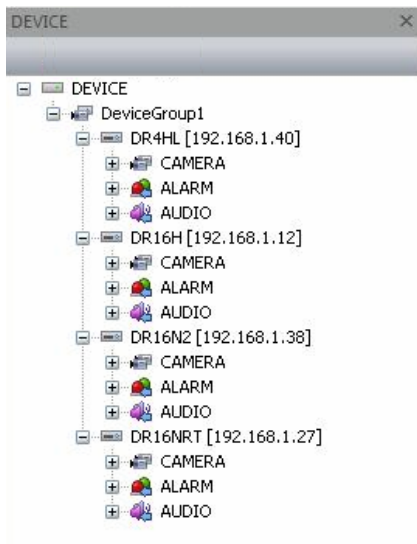 DEVICE
DEVICE
DeviceGroup1
DR4HL [192.168.1.40]
CAMERA
ALARM
AUDIO
DR16H [192.168.1.12]
CAMERA
ALARM
AUDIO
DR16N2 [192.168.1.38]
CAMERA
ALARM
AUDIO
DR16NRT [192.168.1.27]
CAMERA
ALARM
AUDIO